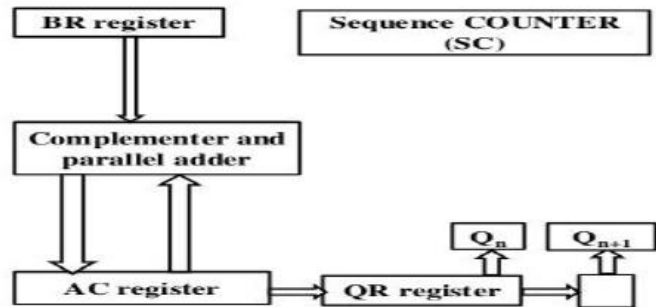 BR register
Sequence COUNTER
(SC)
Complementer and
parallel adder
Qn
Qn+1
AC register
QR register